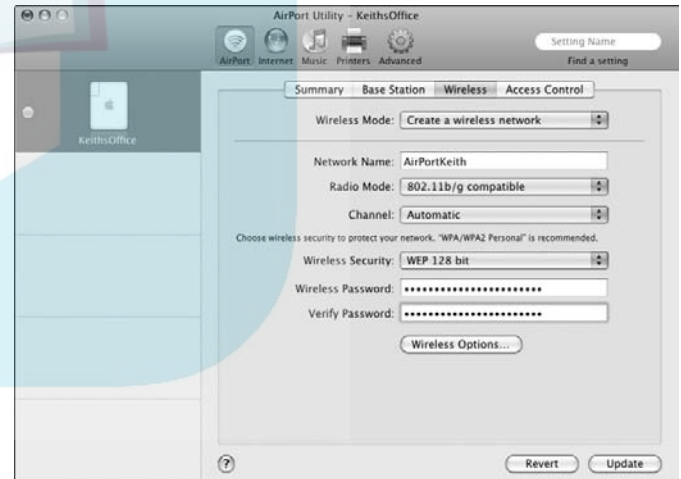 AirPort Utility – KeithsOffice
AirPort Internet Music Printers Advanced
Setting Name
Find a setting
KeithsOffice
Summary Base Station Wireless Access Control
Wireless Mode: Create a wireless network
Network Name: AirPortKeith
Radio Mode: 802.11b/g compatible
Channel: Automatic
Choose wireless security to protect your network. "WPA/WPA2 Personal" is recommended.
Wireless Security: WEP 128 bit
Wireless Password: •••••••••••••••••••••••
Verify Password: •••••••••••••••••••••••
Wireless Options...
? Revert Update